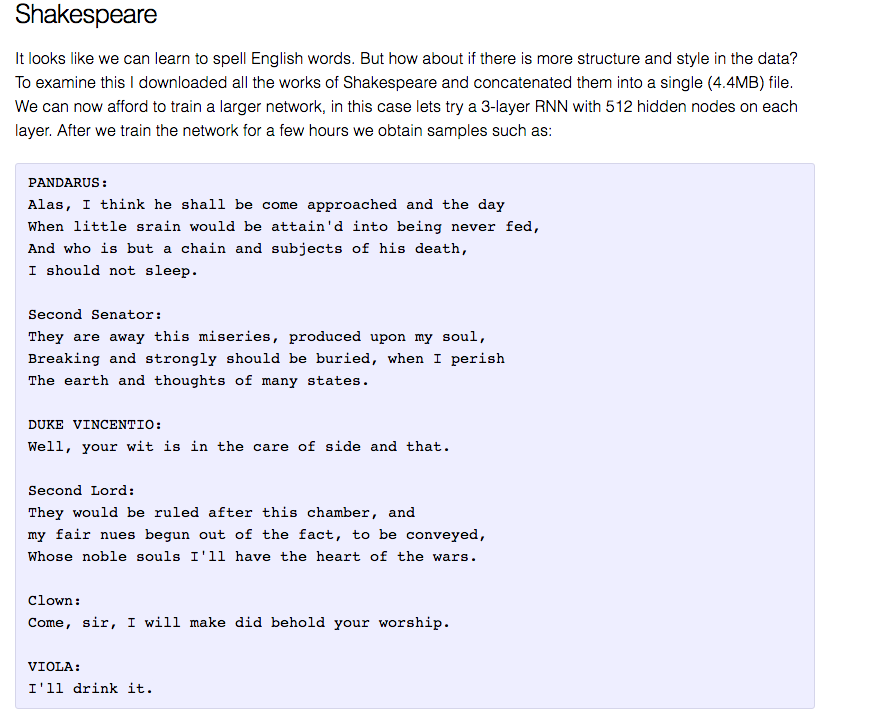 Shakespeare
It looks like we can learn to spell English words. But how about if there is more structure and style in the data?
To examine this I downloaded all the works of Shakespeare and concatenated them into a single (4.4MB) file.
We can now afford to train a larger network, in this case lets try a 3-layer RNN with 512 hidden nodes on each
layer. After we train the network for a few hours we obtain samples such as:
PANDARUS:
Alas, I think he shall be come approached and the day
When little srain would be attain'd into being never fed,
And who is but a chain and subjects of his death,
I should not sleep.
Second Senator:
They are away this miseries, produced upon my soul,
Breaking and strongly should be buried, when I perish
The earth and thoughts of many states.
DUKE VINCENTIO:
Well, your wit is in the care of side and that.
Second Lord:
They would be ruled after this chamber, and
my fair nues begun out of the fact, to be conveyed,
Whose noble souls I'll have the heart of the wars.
Clown:
Come, sir, I will make did behold your worship.
VIOLA:
I'll drink it.